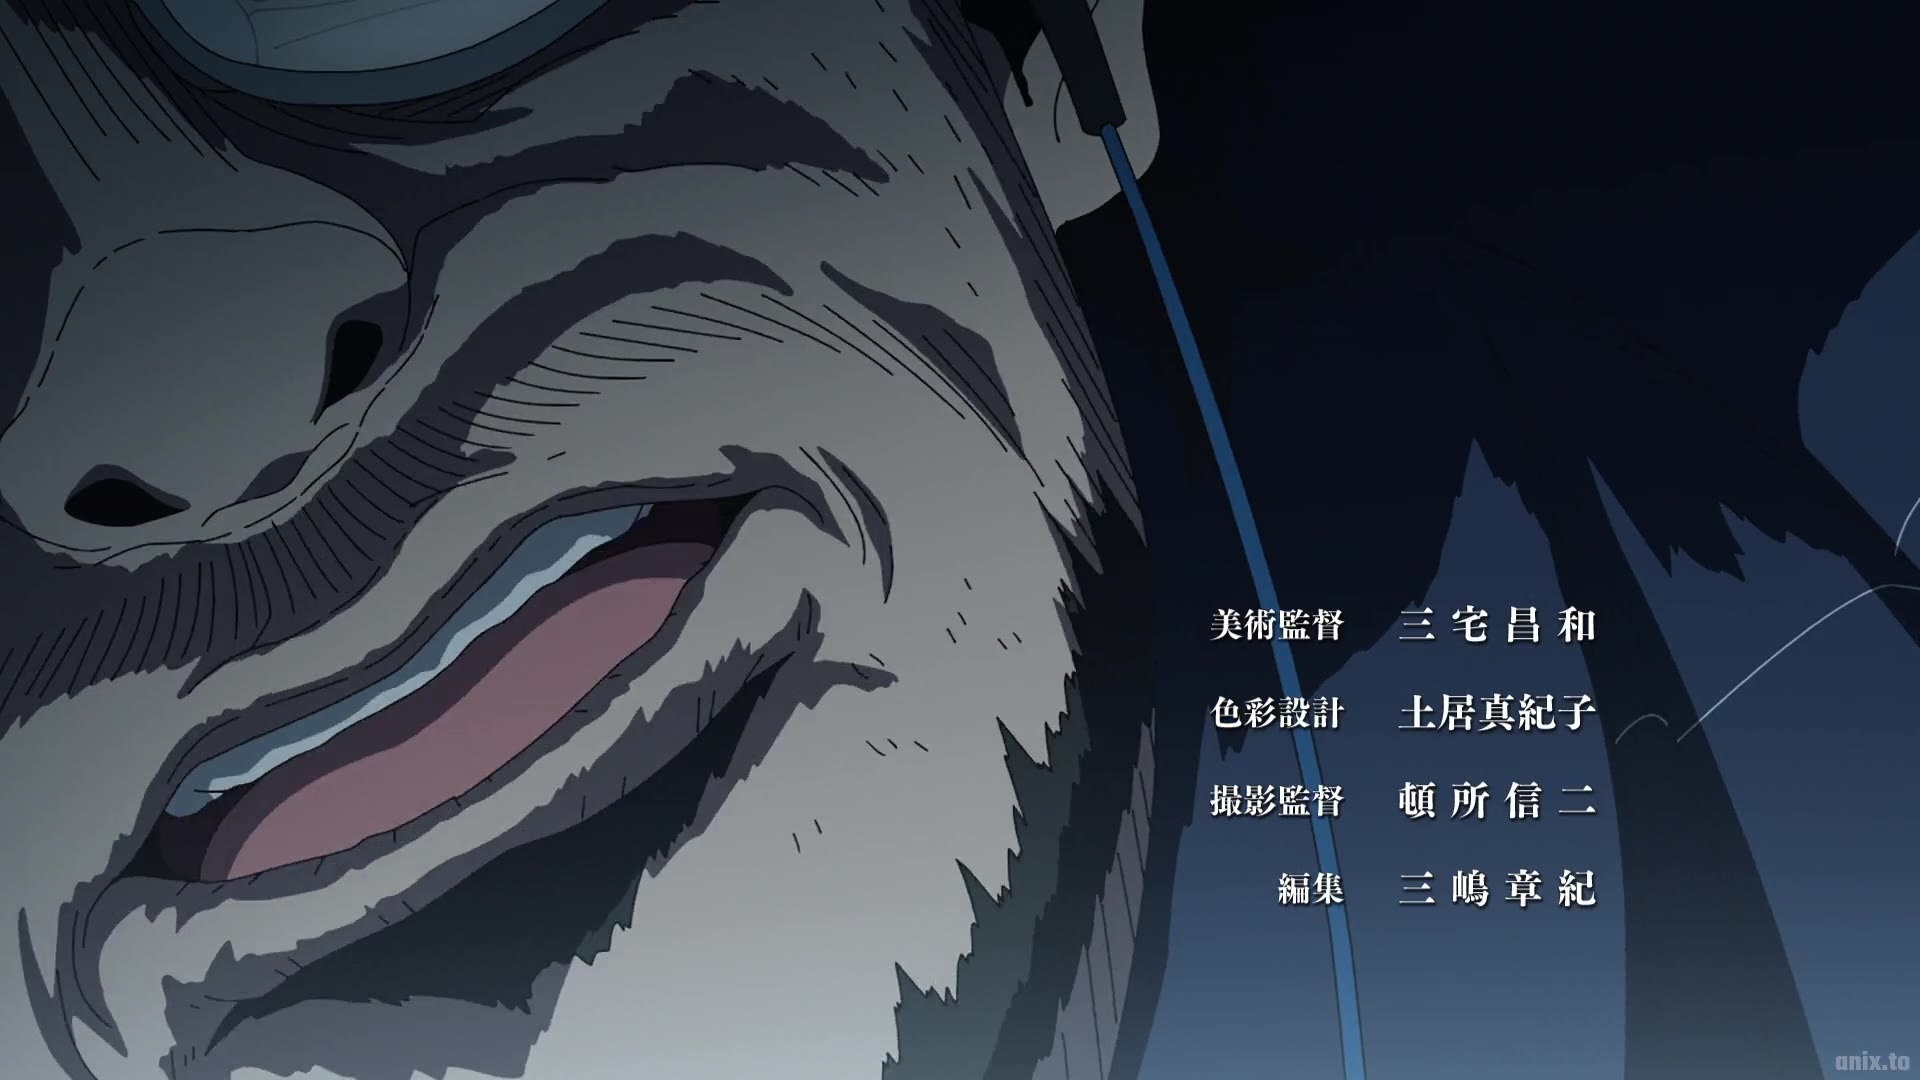 美術監督 三宅昌和
色彩設計 土居真紀子
撮影監督 頓所信二
編集 三嶋章紀
anix.to